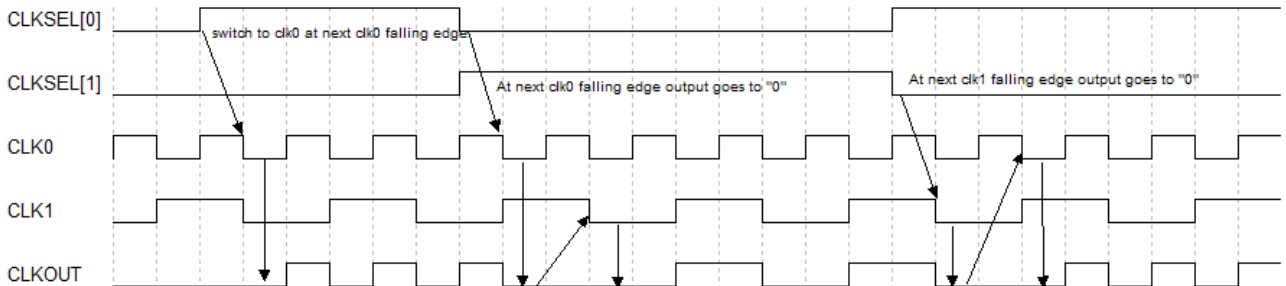 CLKSEL[0]
switch to clk0 at next clk0 falling edge
CLKSEL[1]
At next clk0 falling edge output goes to "0"
At next clk1 falling edge output goes to "0"
CLK0
CLK1
CLKOUT